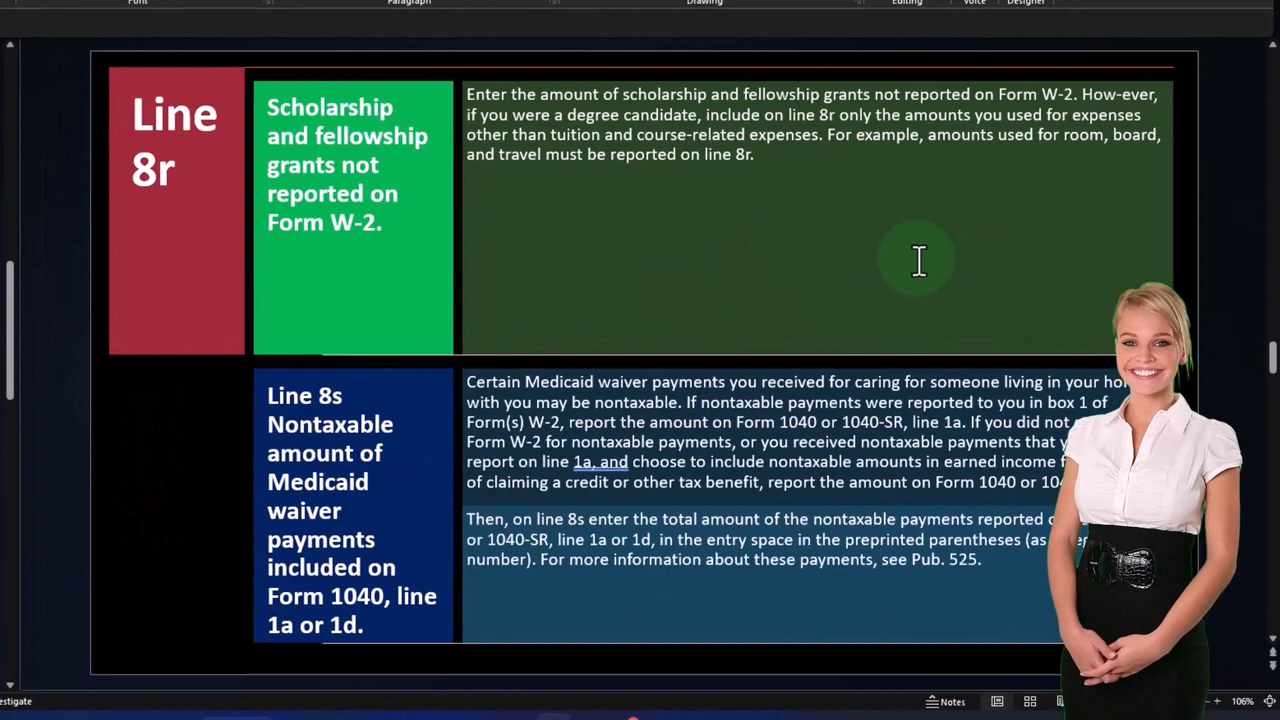 Font
Paragraph
Drawing
Editing
Voice
Designer
Line
8r
Scholarship
and fellowship
grants not
reported on
Form W-2.
Enter the amount of scholarship and fellowship grants not reported on Form W-2. How-ever,
if you were a degree candidate, include on line 8r only the amounts you used for expenses
other than tuition and course-related expenses. For example, amounts used for room, board,
and travel must be reported on line 8r.
Line 8s
Nontaxable
amount of
Medicaid
waiver
payments
included on
Form 1040, line
1a or 1d.
Certain Medicaid waiver payments you received for caring for someone living in your
with you may be nontaxable. If nontaxable payments were reported to you in box 1 of
Form(s) W-2, report the amount on Form 1040 or 1040-SR, line 1a. If you did not
Form W-2 for nontaxable payments, or you received nontaxable payments that
report on line 1a, and choose to include nontaxable amounts in earned income
of claiming a credit or other tax benefit, report the amount on Form 1040 or
Then, on line 8s enter the total amount of the nontaxable payments reported
or 1040-SR, line 1a or 1d, in the entry space in the preprinted parentheses (as
number). For more information about these payments, see Pub. 525.
estigate
Notes
106%